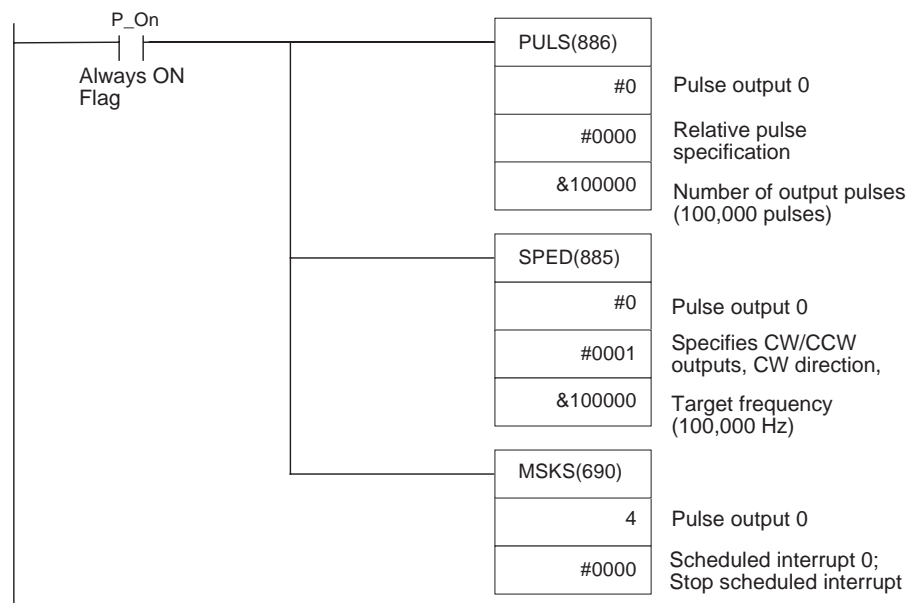 P_On
Always ON
Flag
PULS(886)
#0
Pulse output 0
#0000
Relative pulse
specification
&100000
Number of output pulses
(100,000 pulses)
SPED(885)
#0
Pulse output 0
#0001
Specifies CW/CCW
outputs, CW direction,
&100000
Target frequency
(100,000 Hz)
MSKS(690)
4
Pulse output 0
#0000
Scheduled interrupt 0;
Stop scheduled interrupt